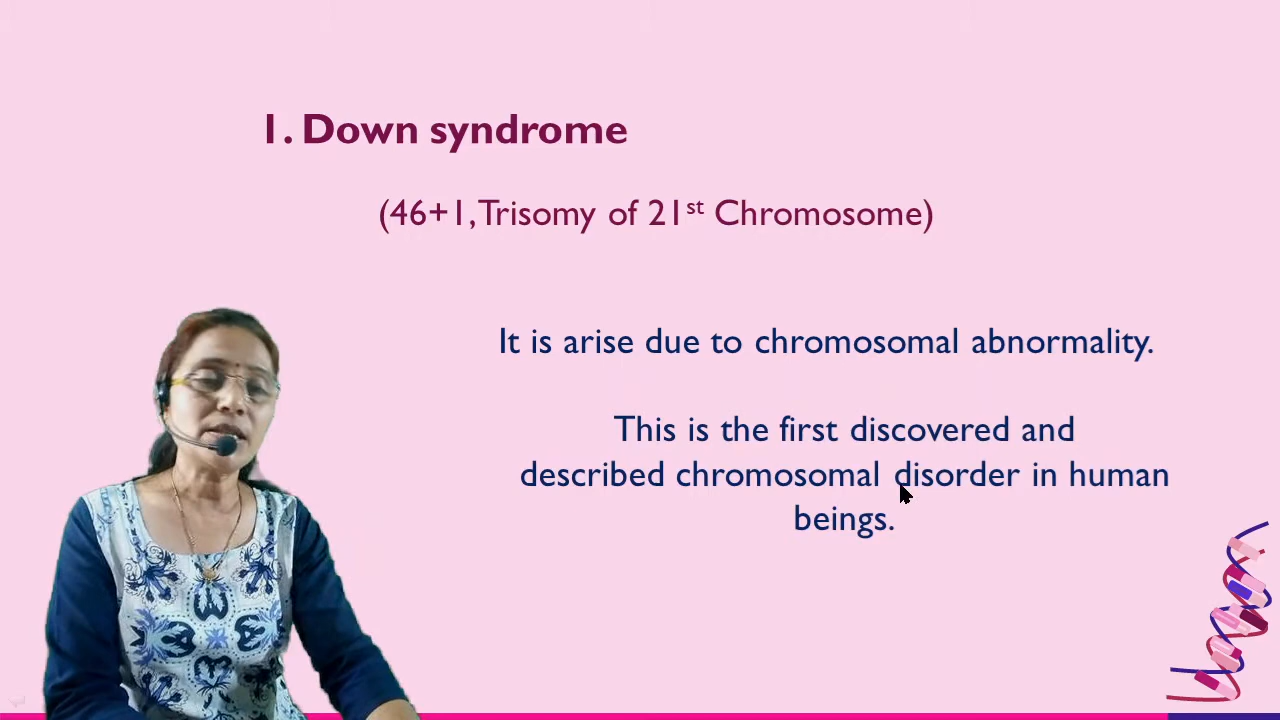 1. Down syndrome
(46+1, Trisomy of 21st Chromosome)
It is arise due to chromosomal abnormality.
This is the first discovered and
described chromosomal disorder in human
beings.